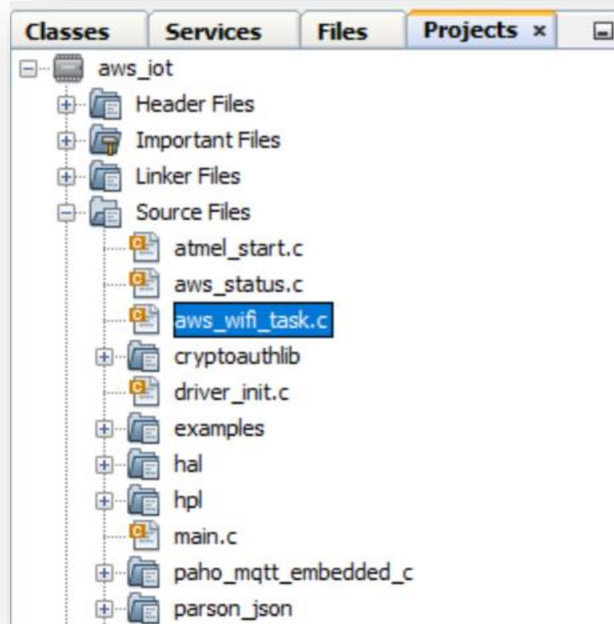 Classes Services Files Projects ×
aws_iot
Header Files
Important Files
Linker Files
Source Files
atmel_start.c
aws_status.c
aws_wifi_task.c
cryptoauthlib
driver_init.c
examples
hal
hpl
main.c
paho_mqtt_embedded_c
parson_json